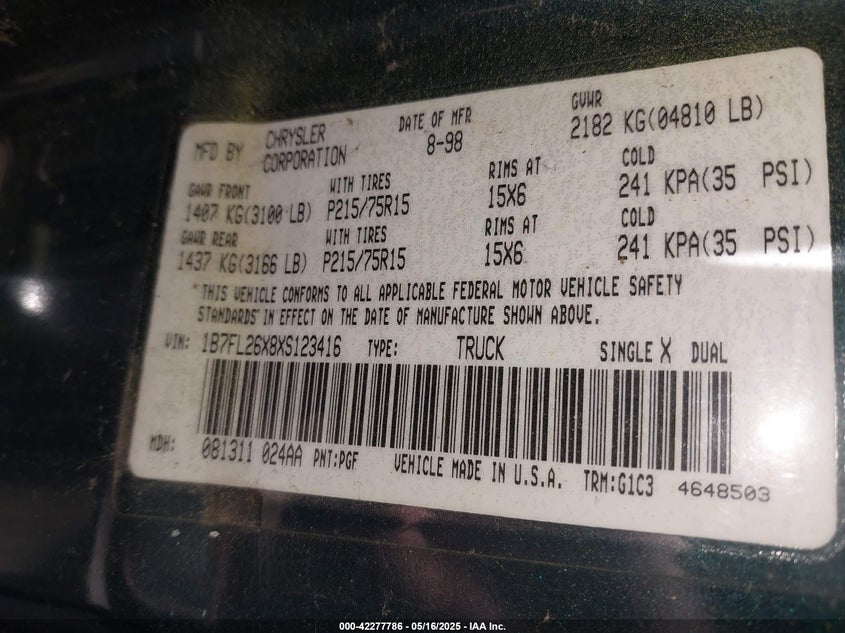 MFD BY CHRYSLER CORPORATION DATE OF MFR 8-98 GVWR 2182 KG(04810 LB)
GAWR FRONT WITH TIRES RIMS AT COLD
1407 KG(3100 LB) P215/75R15 15X6 241 KPA(35 PSI)
GAWR REAR WITH TIRES RIMS AT COLD
1437 KG(3166 LB) P215/75R15 15X6 241 KPA(35 PSI)
"THIS VEHICLE CONFORMS TO ALL APPLICABLE FEDERAL MOTOR VEHICLE SAFETY
STANDARDS" IN EFFECT ON THE DATE OF MANUFACTURE SHOWN ABOVE.
VIN: 1B7FL26X8XS123416 TYPE: TRUCK SINGLE X DUAL
MDH: 081311 024AA PNT:PGF VEHICLE MADE IN U.S.A. TRM:G1C3 4648503
000-42277786 - 05/16/2025 - IAA Inc.